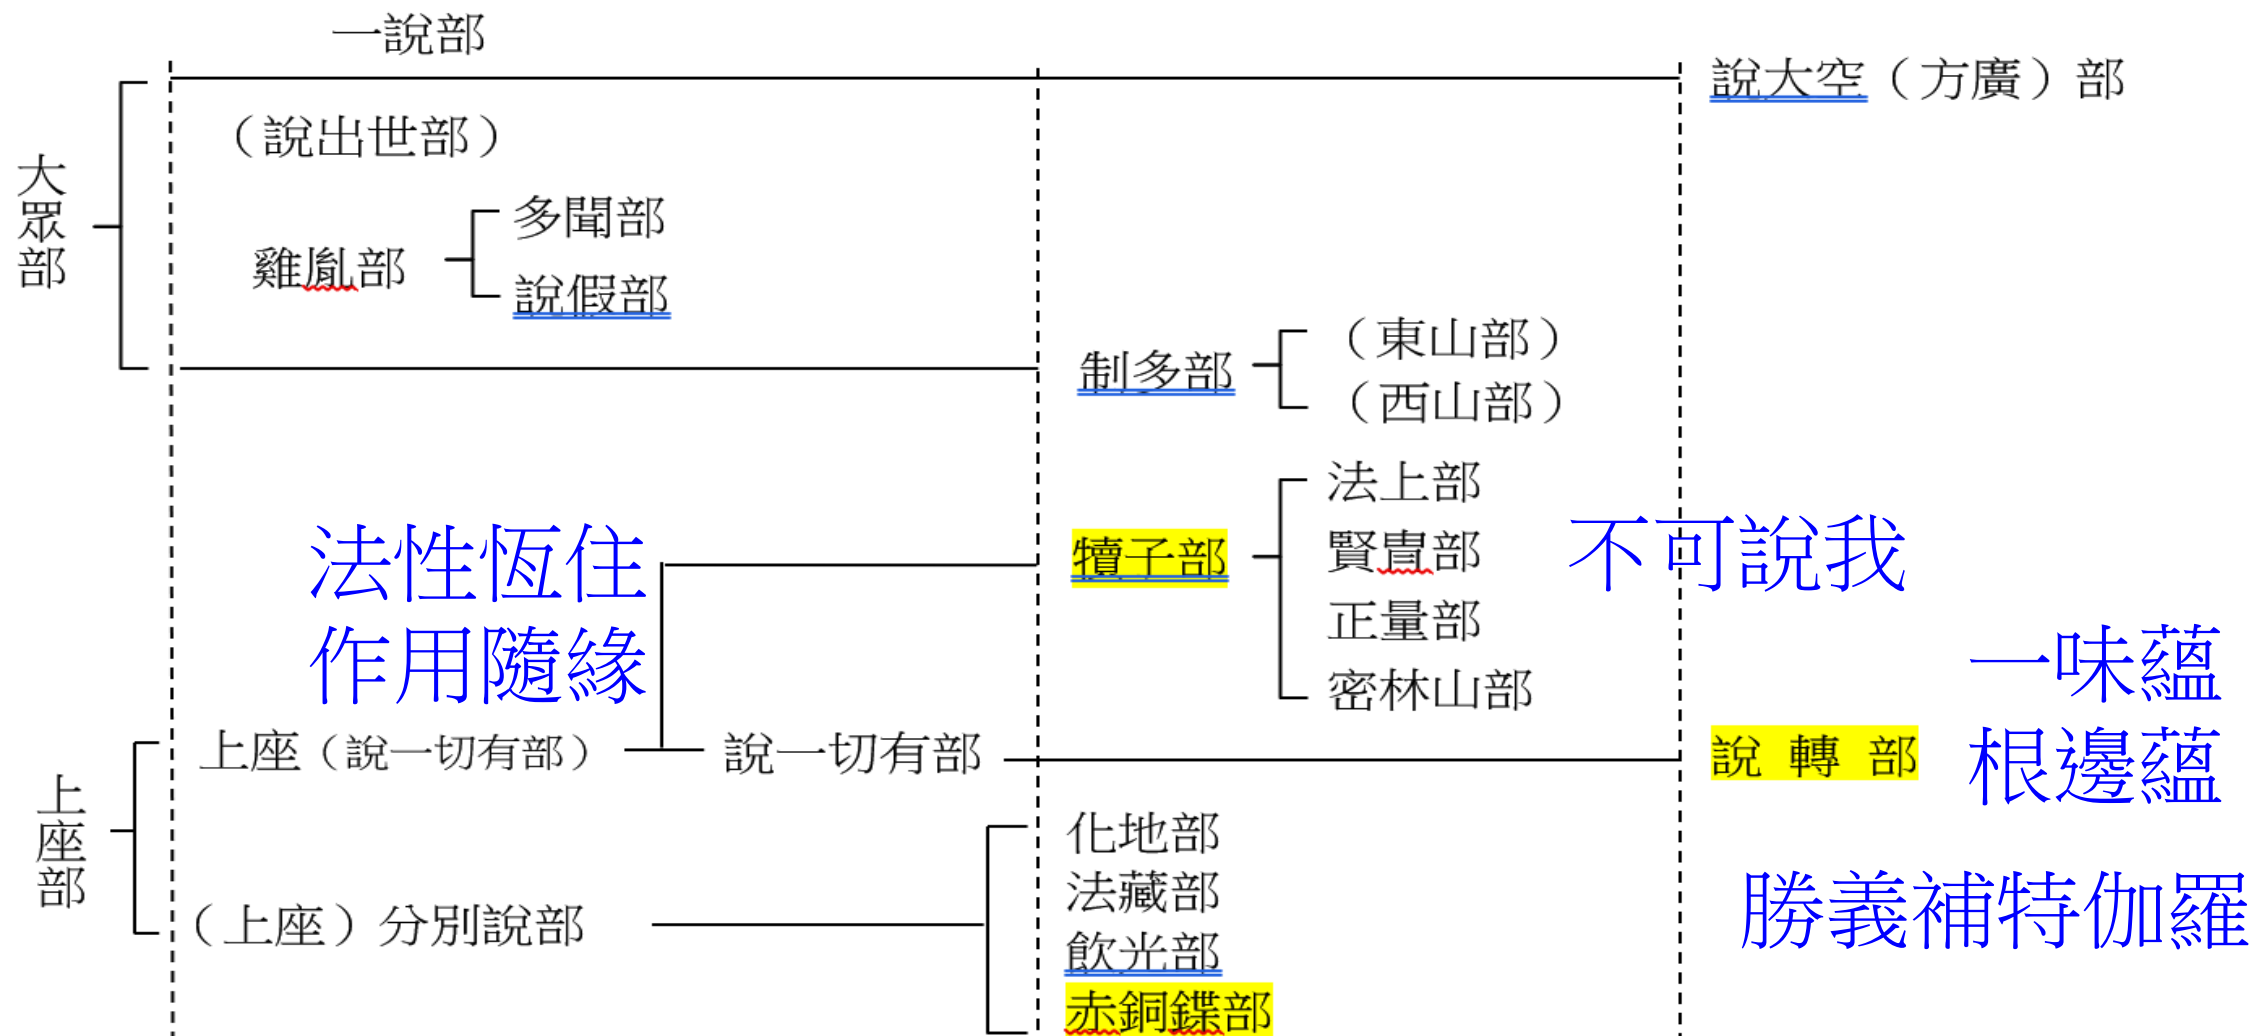 一說部
說大空（方廣）部
（說出世部）
大眾部
多聞部
雞胤部
說假部
（東山部）
制多部
（西山部）
法上部
法性恆住
犢子部
賢冑部
不可說我
作用隨緣
正量部
一味蘊
密林山部
上座（說一切有部）
說一切有部
說 轉 部
根邊蘊
上座部
化地部
法藏部
（上座）分別說部
勝義補特伽羅
飲光部
赤銅鍱部